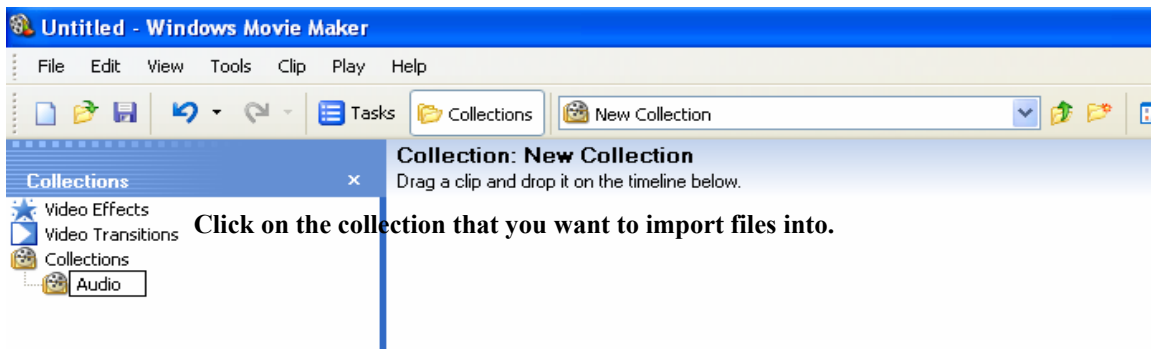 Untitled - Windows Movie Maker
File Edit View Tools Clip Play Help
Tasks Collections New Collection
Collections
Collection: New Collection
Drag a clip and drop it on the timeline below.
Video Effects
Video Transitions
Click on the collection that you want to import files into.
Collections
Audio